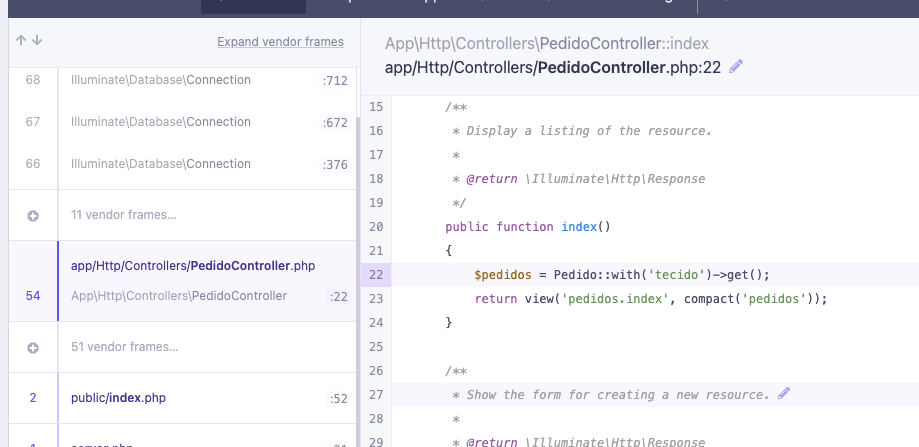 Expand vendor frames
68 Illuminate\Database\Connection :712
67 Illuminate\Database\Connection :672
66 Illuminate\Database\Connection :376
11 vendor frames…
app/Http/Controllers/PedidoController.php
54 App\Http\Controllers\PedidoController :22
51 vendor frames…
2 public/index.php :52
App\Http\Controllers\PedidoController::index
app/Http/Controllers/PedidoController.php:22
15 /**
16 * Display a listing of the resource.
17 *
18 * @return \Illuminate\Http\Response
19 */
20 public function index()
21 {
22 $pedidos = Pedido::with('tecido')->get();
23 return view('pedidos.index', compact('pedidos'));
24 }
25
26 /**
27 * Show the form for creating a new resource.
28 *
29 * @return \Illuminate\Http\Response